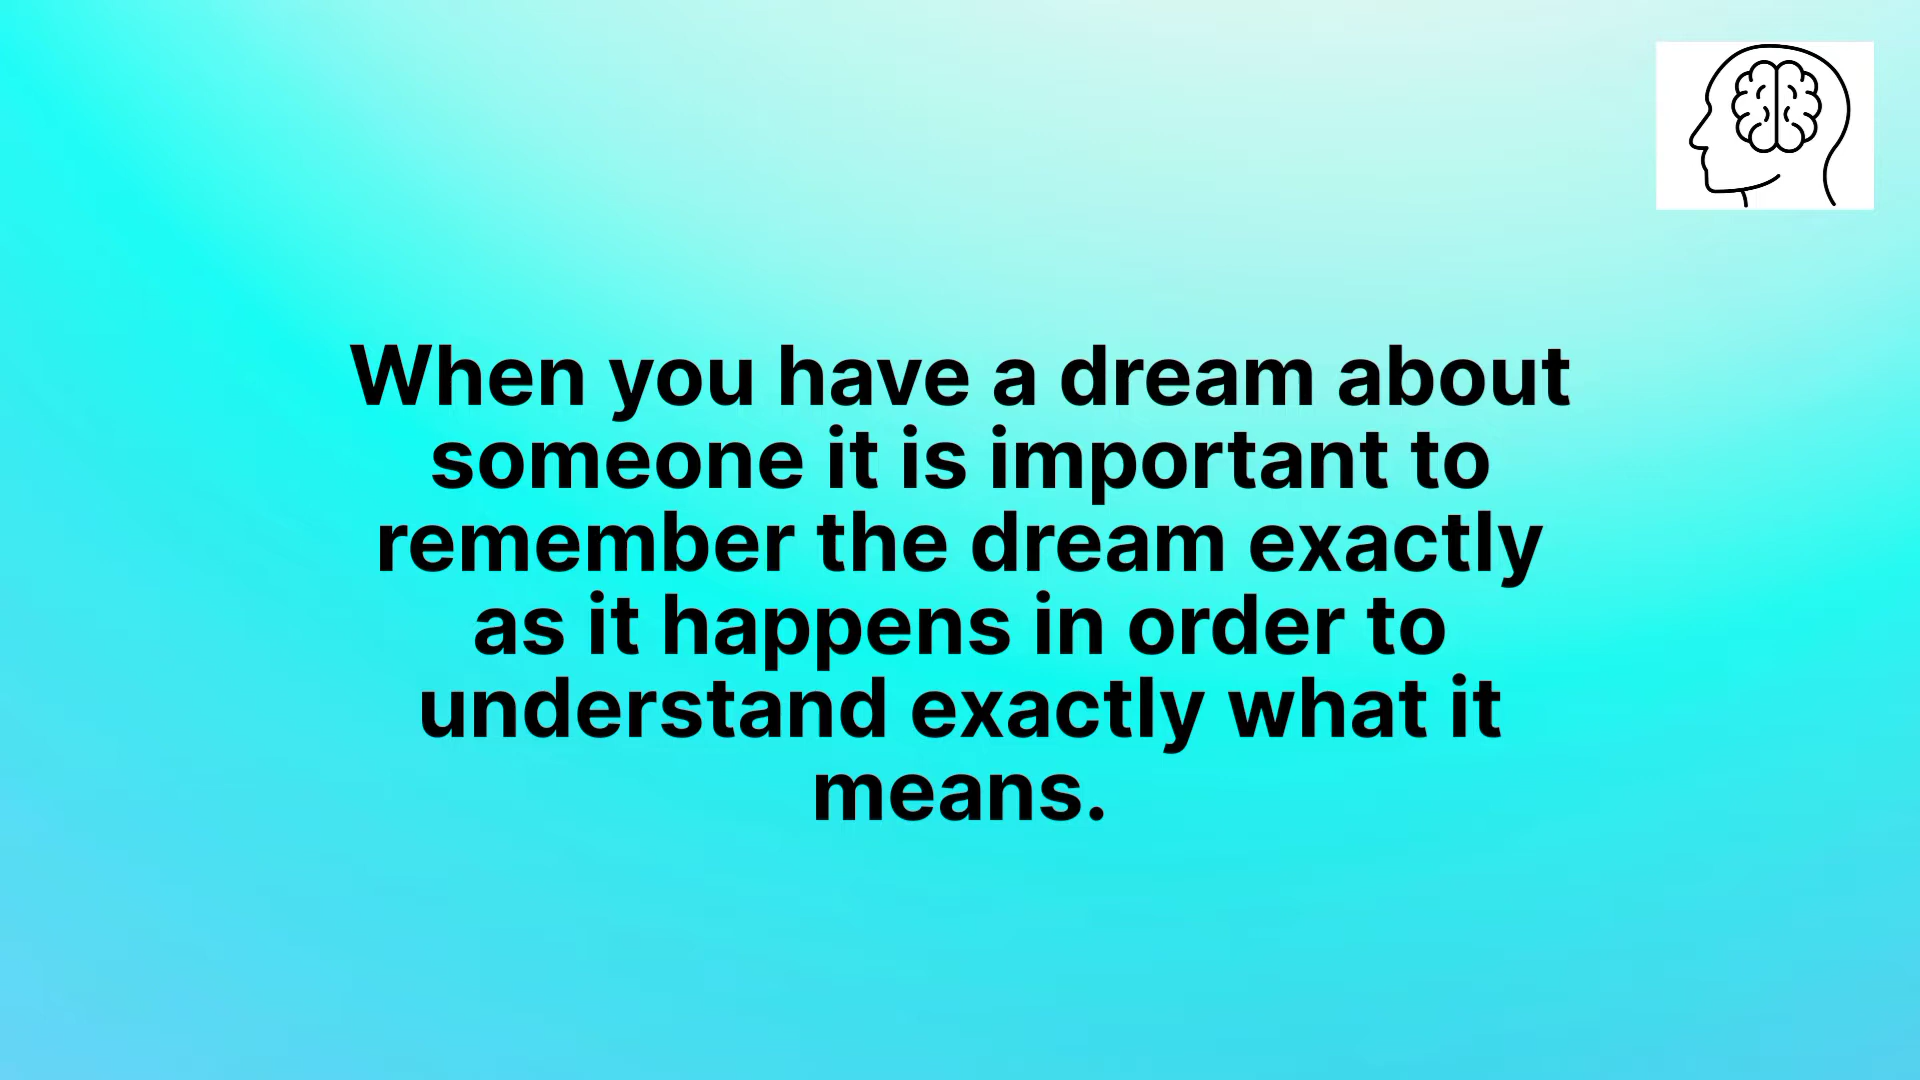 When you have a dream about
someone it is important to
remember the dream exactly
as it happens in order to
understand exactly what it
means.